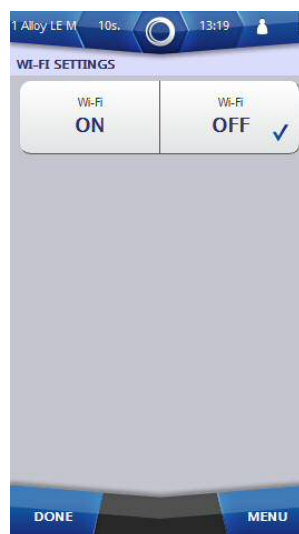 1 Alloy LE M 10s. 13:19
WI-FI SETTINGS
Wi-Fi Wi-Fi
ON OFF
DONE MENU